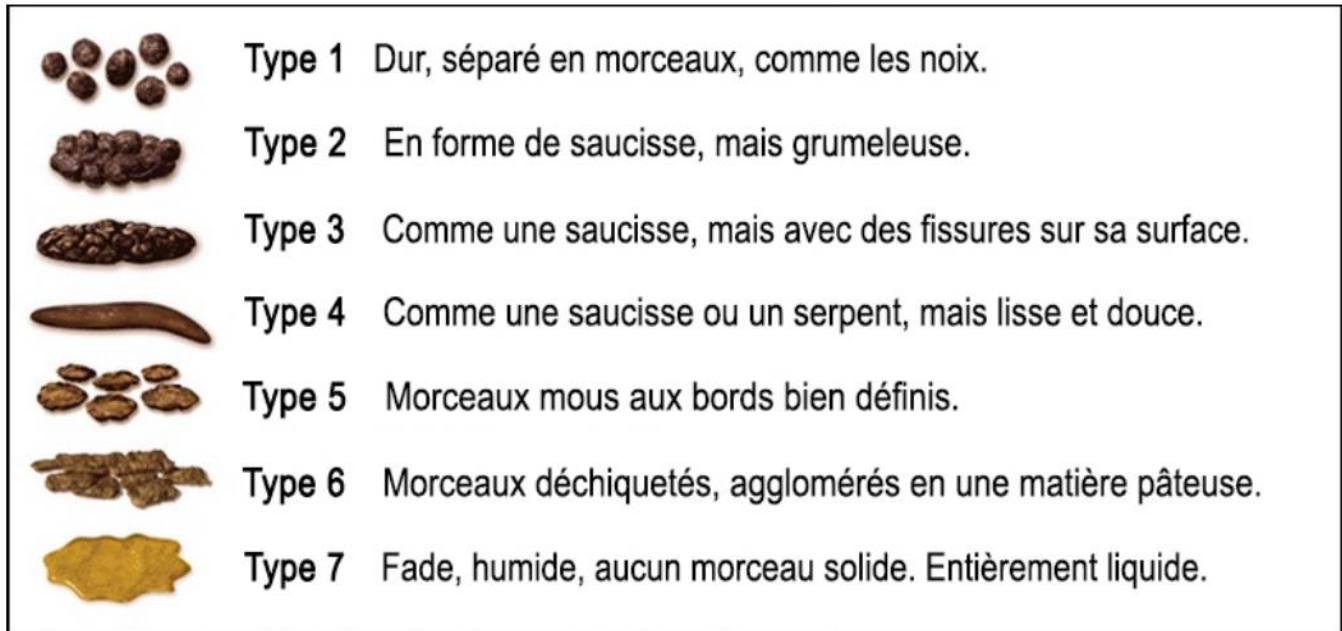 Type 1 Dur, séparé en morceaux, comme les noix.
Type 2 En forme de saucisse, mais grumeleuse.
Type 3 Comme une saucisse, mais avec des fissures sur sa surface.
Type 4 Comme une saucisse ou un serpent, mais lisse et douce.
Type 5 Morceaux mous aux bords bien définis.
Type 6 Morceaux déchiquetés, agglomérés en une matière pâteuse.
Type 7 Fade, humide, aucun morceau solide. Entièrement liquide.